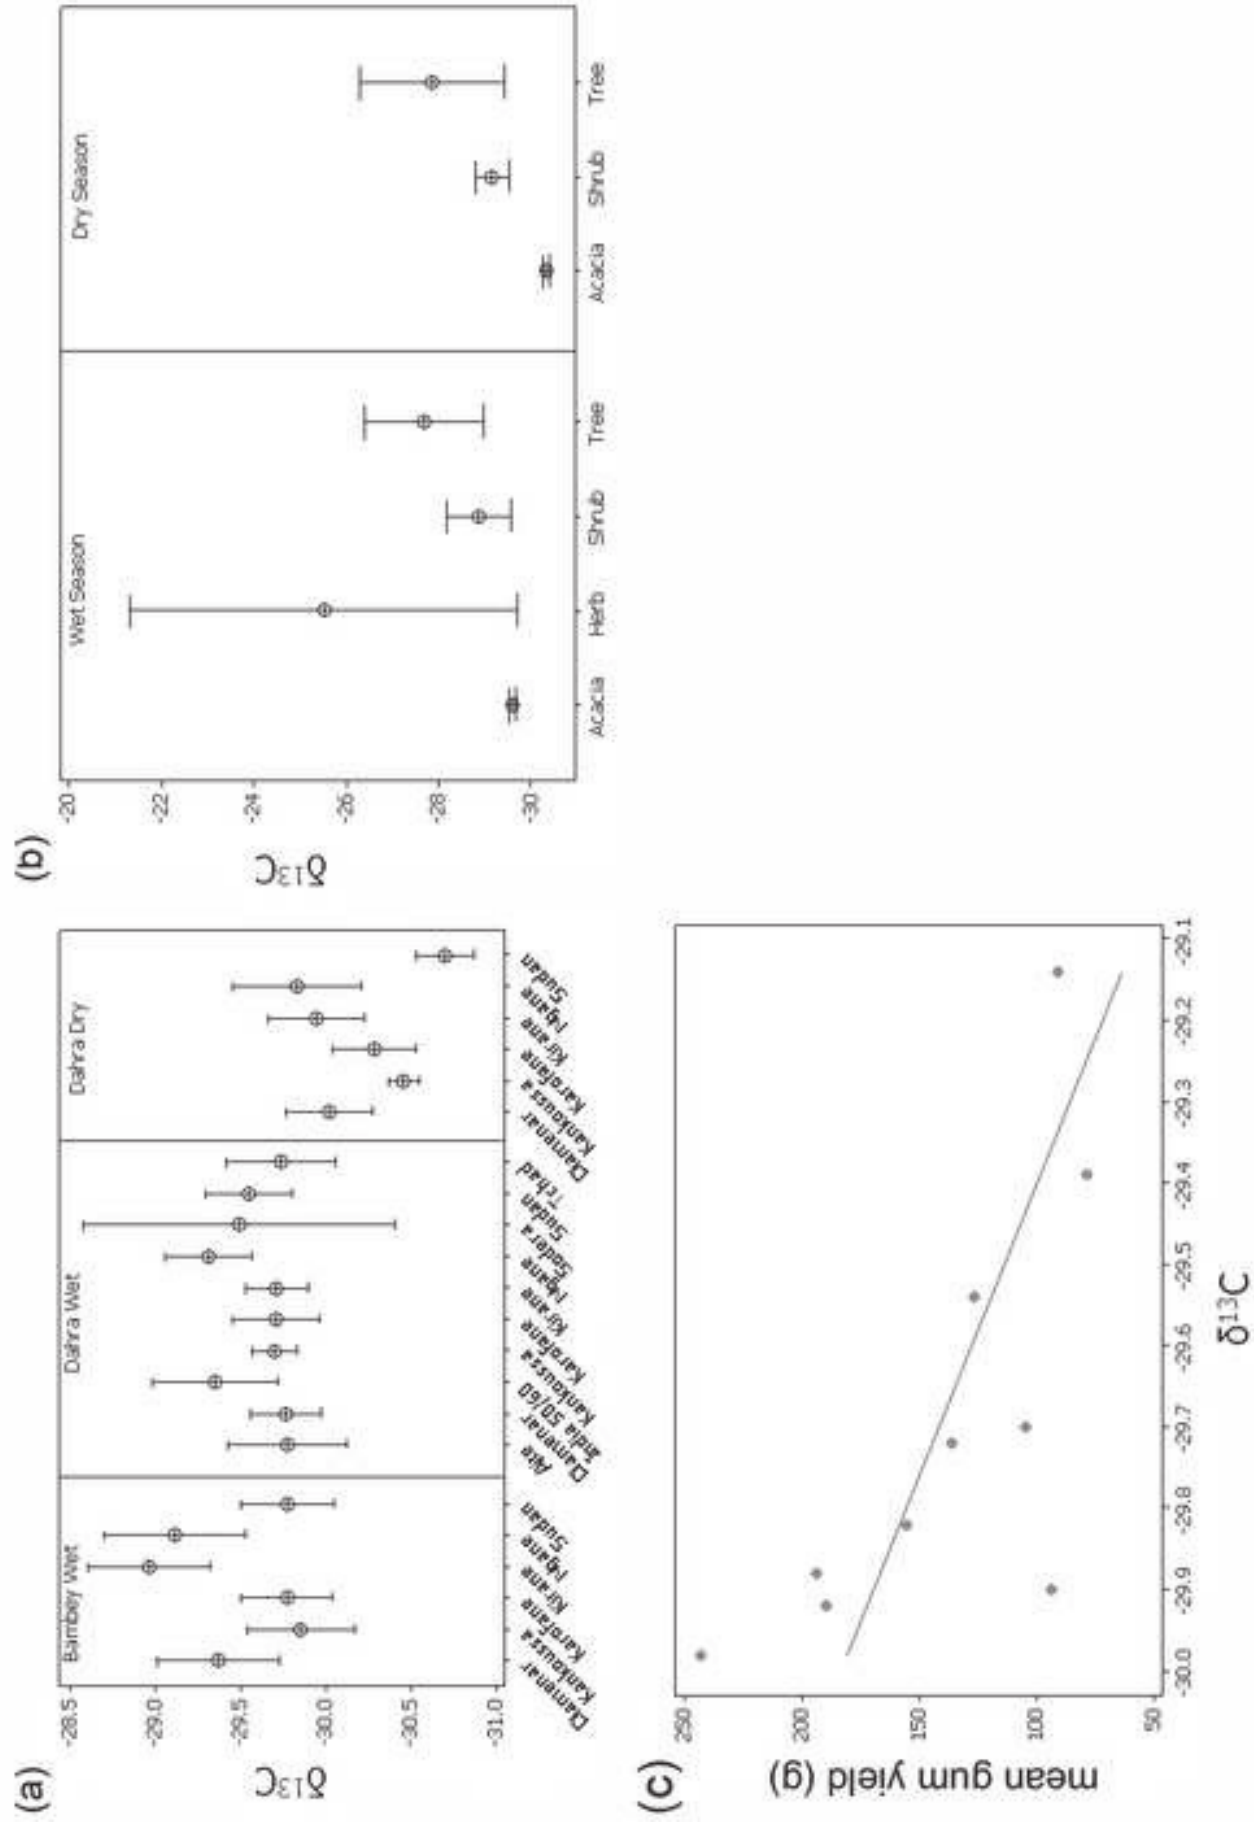 (a)
δ¹³C
-28.5
-29.0
-29.5
-30.0
-30.5
-31.0
Bambey Wet
Dahra Wet
Dahra Dry
Diamenar
Kankoussa
Karofane
Kirane
Ngane
Sudan
Aite
Diamenar
India 50/60
Kankoussa
Karofane
Kirane
Ngane
Sodera
Sudan
Tchad
Diamenar
Kankoussa
Karofane
Kirane
Ngane
Sudan
(b)
δ¹³C
-20
-22
-24
-26
-28
-30
Wet Season
Dry Season
Acacia Herb Shrub Tree Acacia Shrub Tree
(c)
mean gum yield (g)
250
200
150
100
50
-30.0 -29.9 -29.8 -29.7 -29.6 -29.5 -29.4 -29.3 -29.2 -29.1
δ¹³C